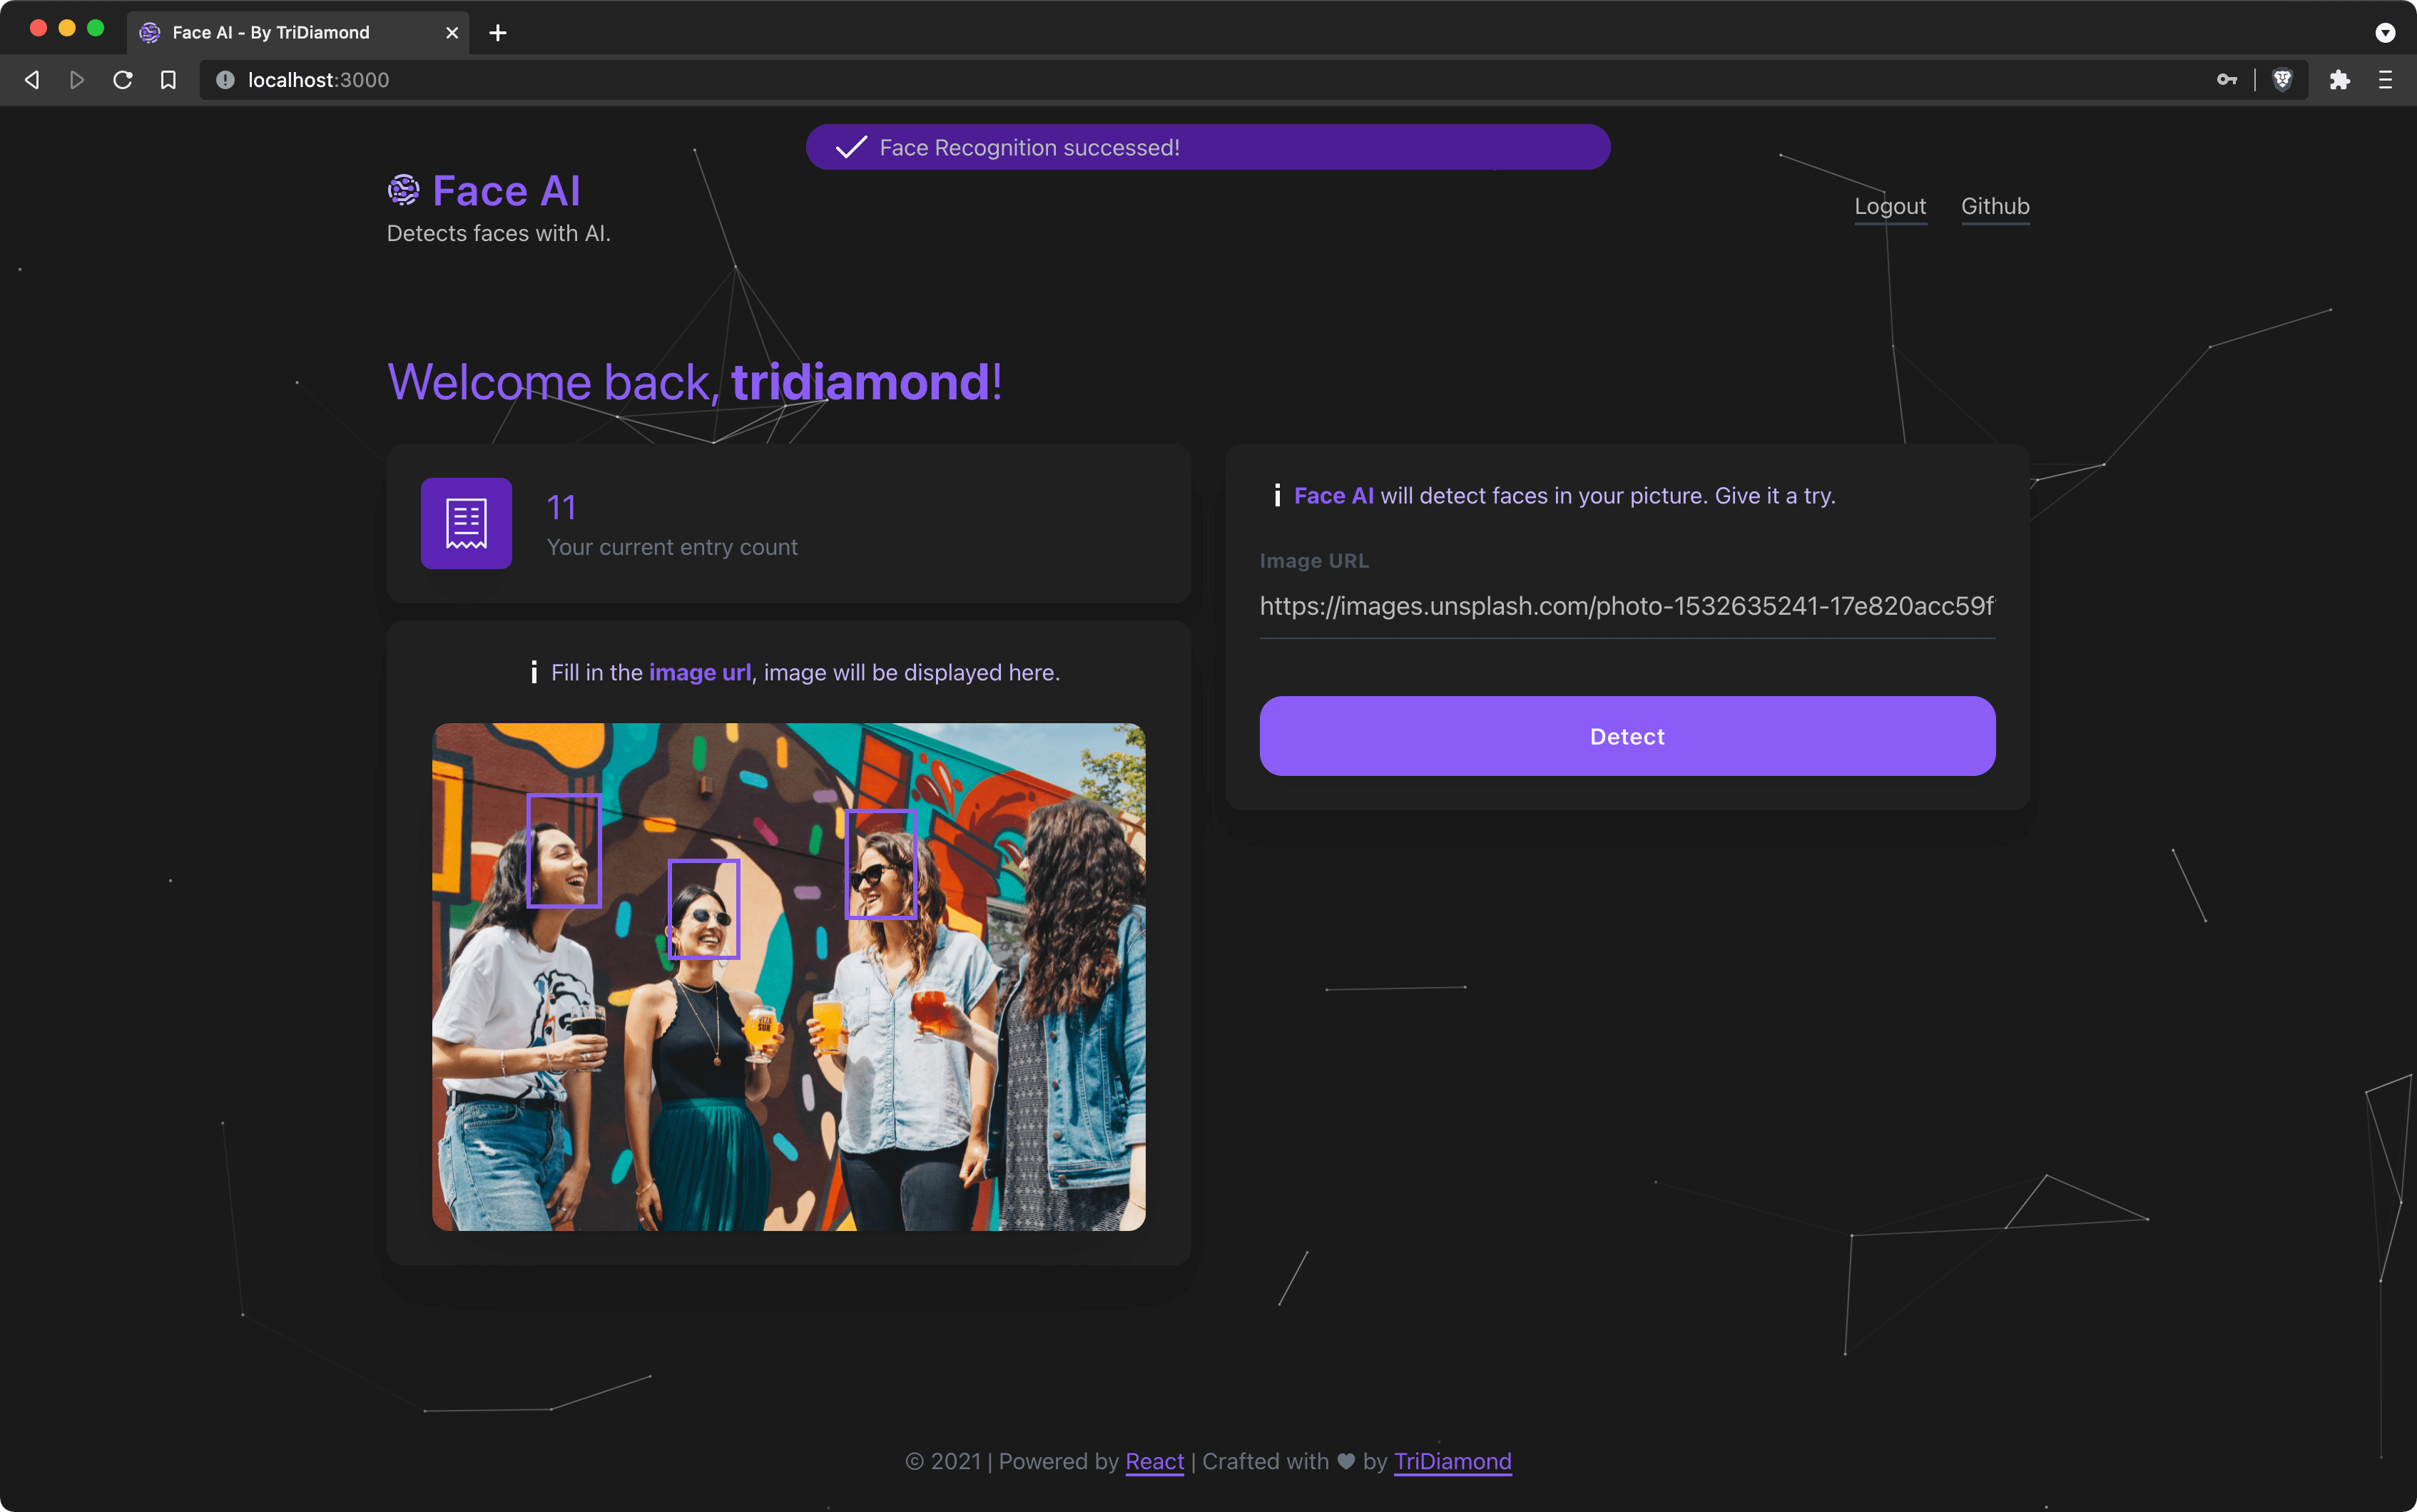 Face AI - By TriDiamond
localhost:3000
Face Recognition successed!
Face AI
Detects faces with AI.
Logout Github
Welcome back, tridiamond!
11
Your current entry count
Face AI will detect faces in your picture. Give it a try.
Image URL
https://images.unsplash.com/photo-1532635241-17e820acc59f
Detect
Fill in the image url, image will be displayed here.
VEZA
SUR
© 2021 | Powered by React | Crafted with ♥ by TriDiamond